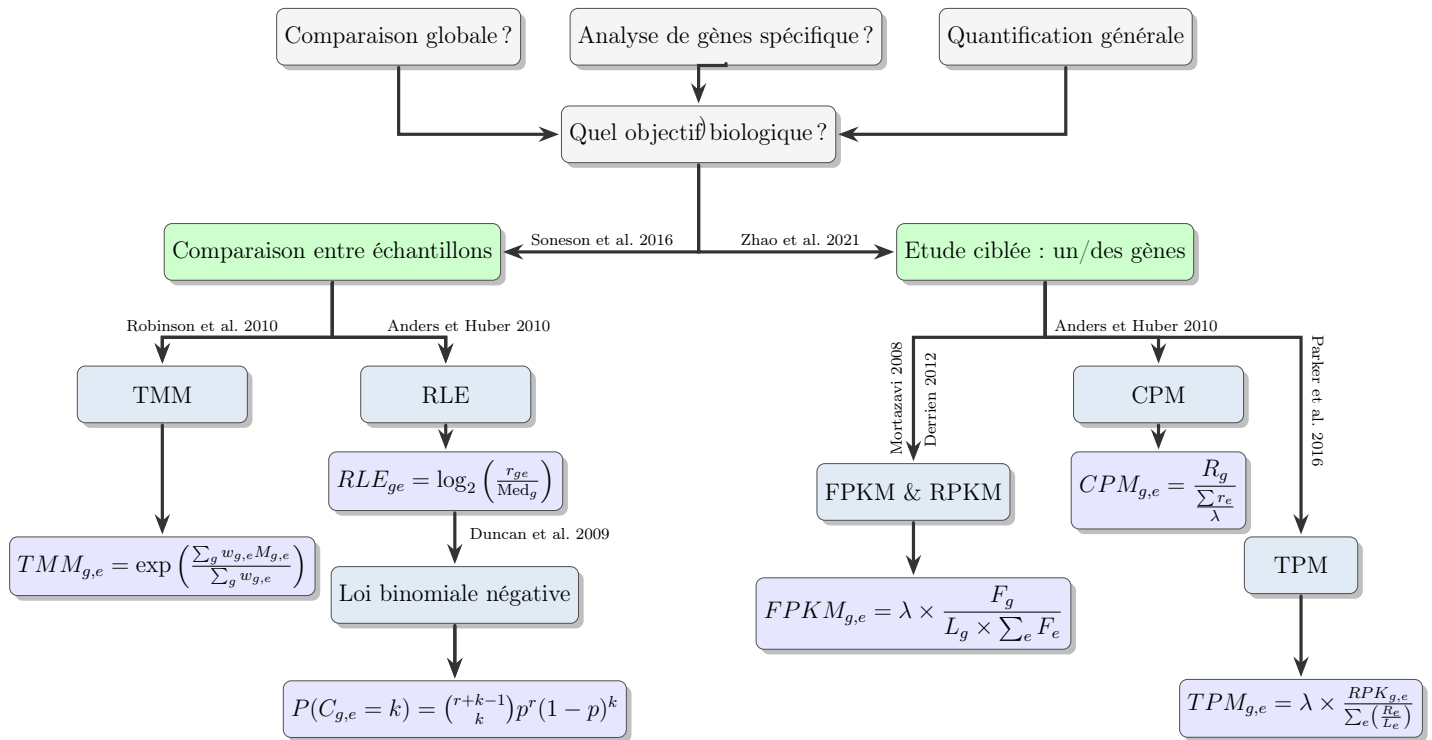 Comparaison globale ?
Analyse de gènes spécifique ?
Quantification générale
Quel objectif biologique ?
)
Comparaison entre échantillons
Soneson et al. 2016
Zhao et al. 2021
Etude ciblée : un/des gènes
Robinson et al. 2010
Anders et Huber 2010
Mortazavi 2008
Derrien 2012
Anders et Huber 2010
Parker et al. 2016
TMM
RLE
CPM
RLE_{ge} = log_2 (r_{ge} / Med_g)
FPKM & RPKM
CPM_{g,e} = R_g / (∑ r_e / λ)
Duncan et al. 2009
TMM_{g,e} = exp (∑_g w_{g,e} M_{g,e} / ∑_g w_{g,e})
TPM
Loi binomiale négative
FPKM_{g,e} = λ × F_g / (L_g × ∑_e F_e)
P(C_{g,e} = k) = \binom{r+k−1}{k} p^r (1 − p)^k
TPM_{g,e} = λ × RPK_{g,e} / ∑_e (R_e / L_e)